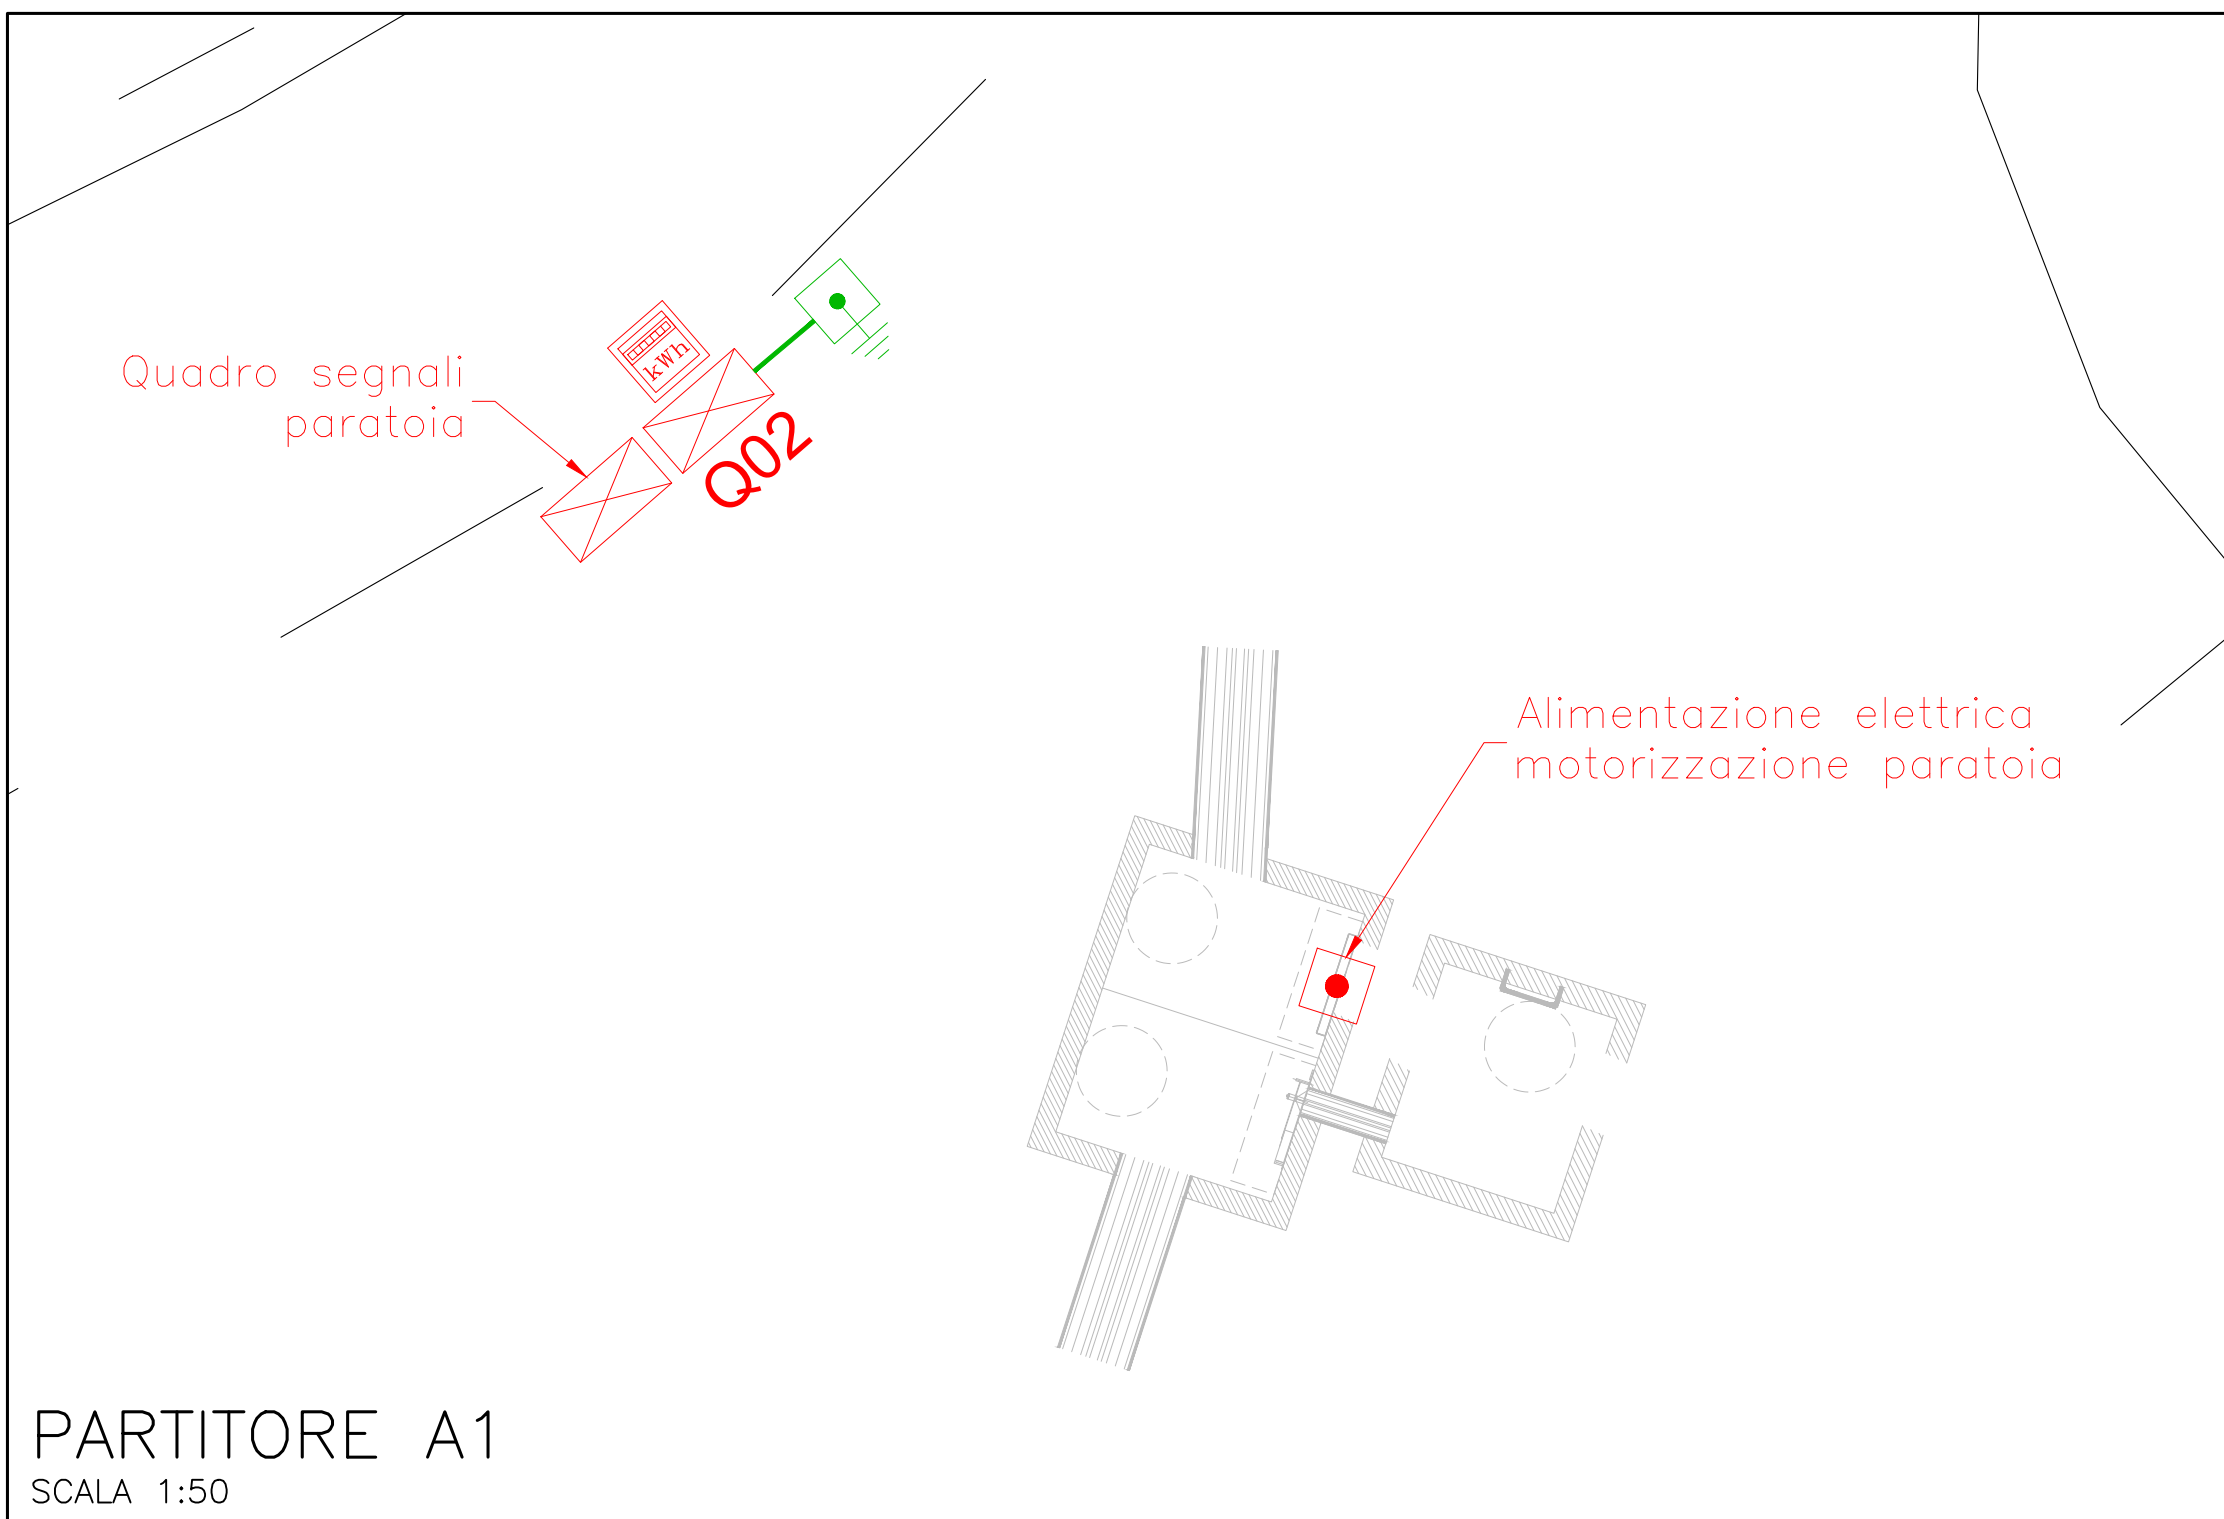 Quadro segnali
paratoia
kWh
Q02
Alimentazione elettrica
motorizzazione paratoia
PARTITORE A1
SCALA 1:50